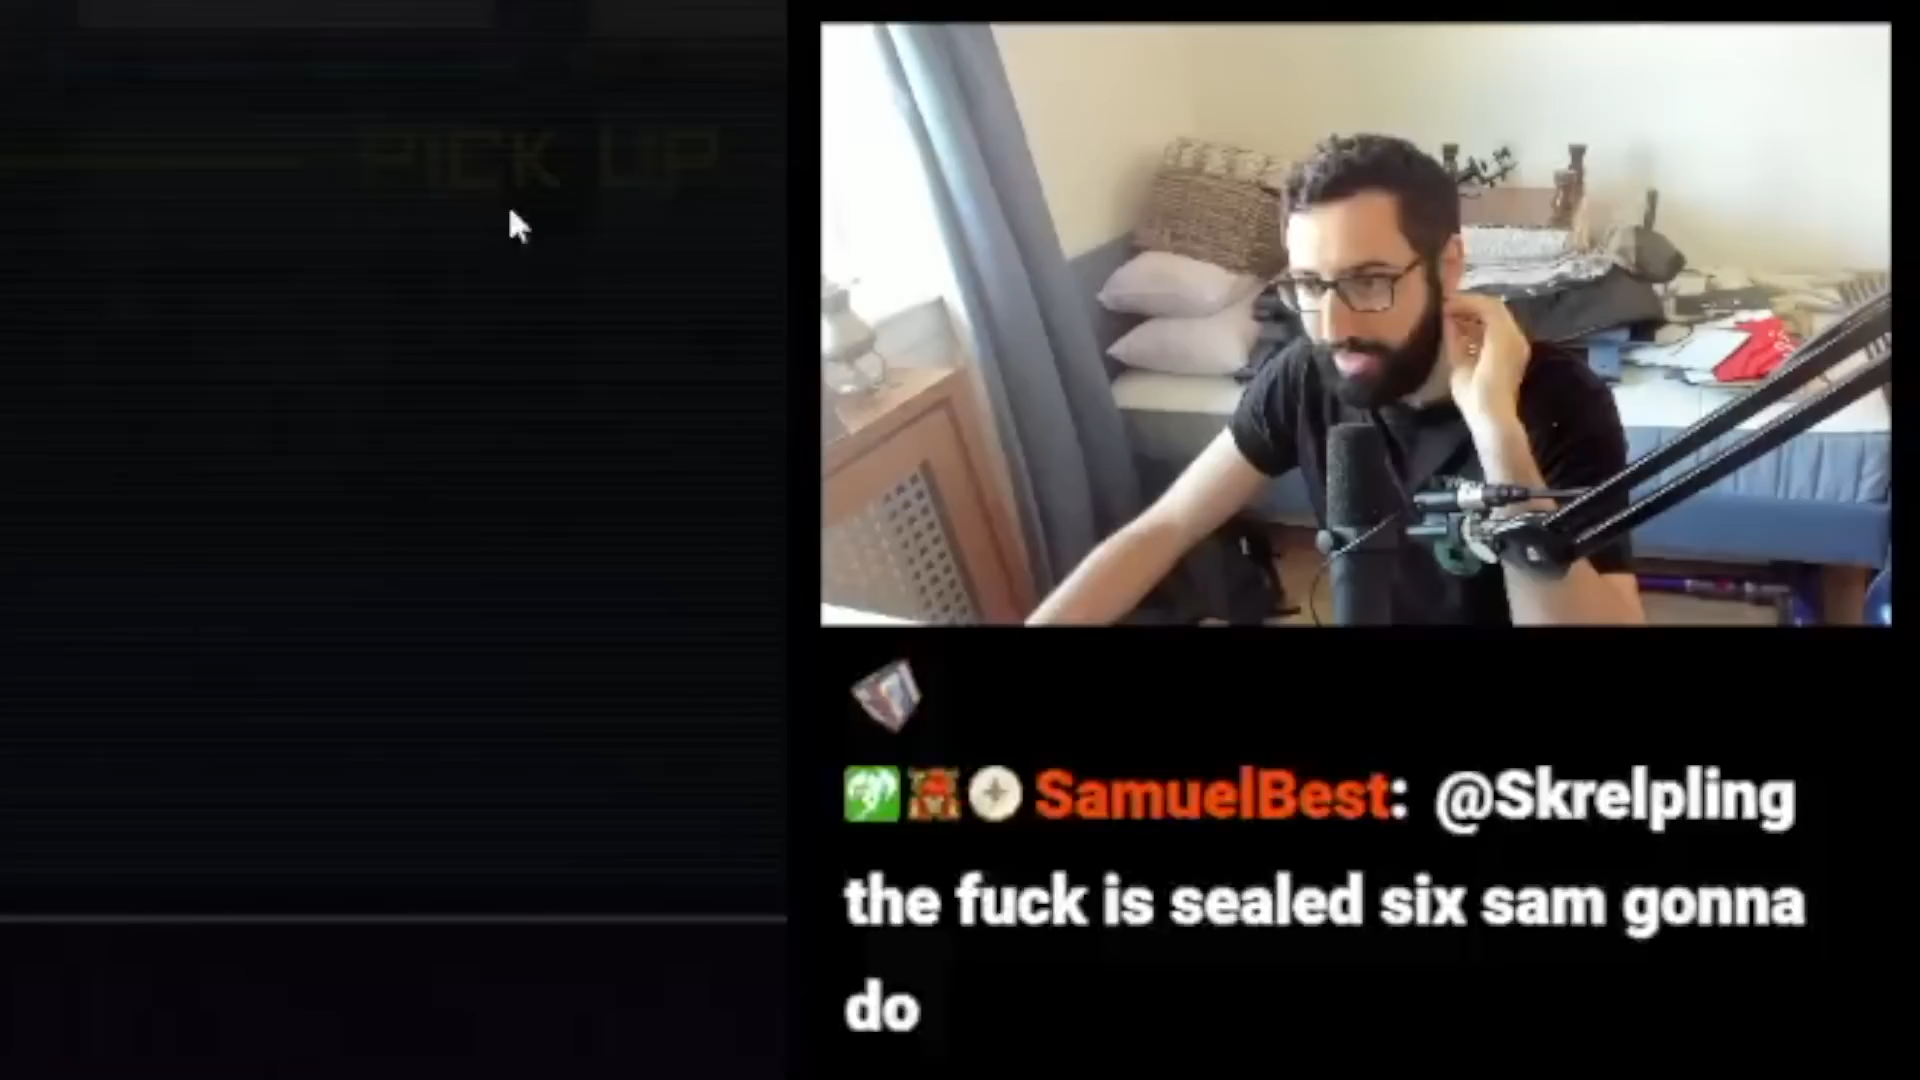 PICK UP
SamuelBest: @Skrelpling
the fuck is sealed six sam gonna
do